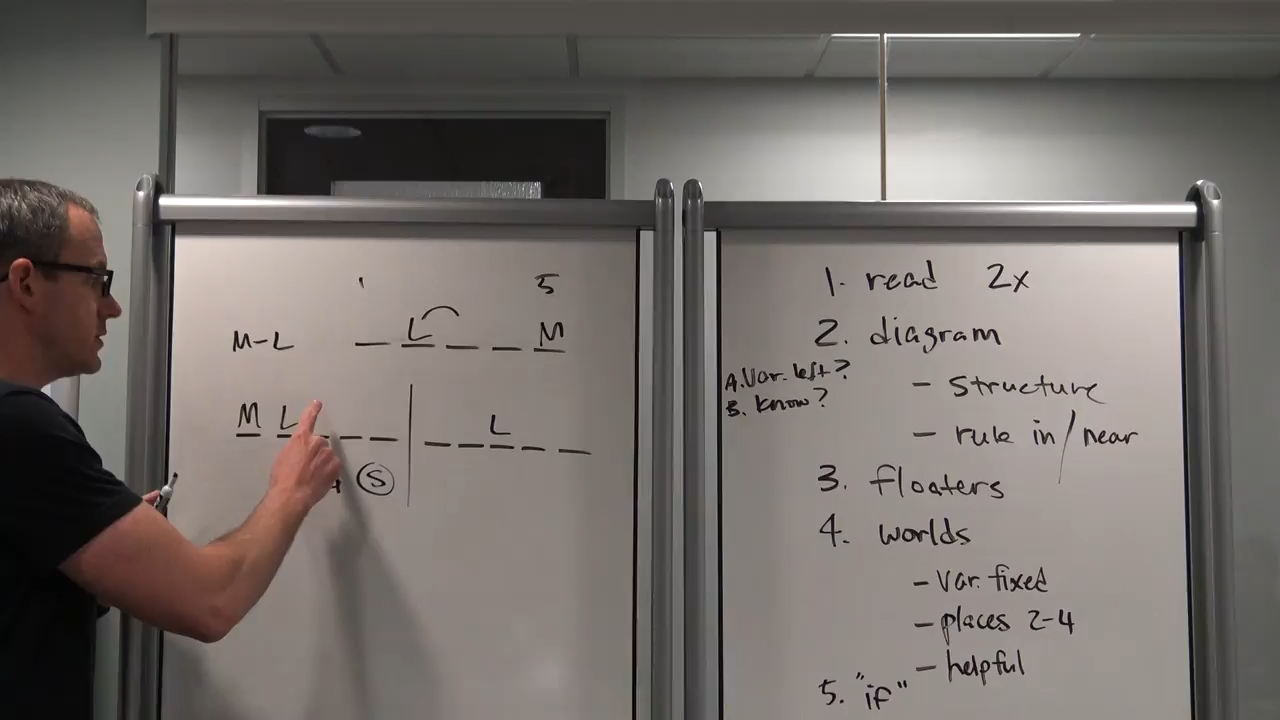 1 5
M-L _ L _ _ M
M L _ _ _ | _ _ L _ _
S
1. read 2x
2. diagram
A. Var. left?
- structure
B. Know?
- rule in/near
3. floaters
4. worlds
- var. fixed
- places 2-4
- helpful
5. "if"